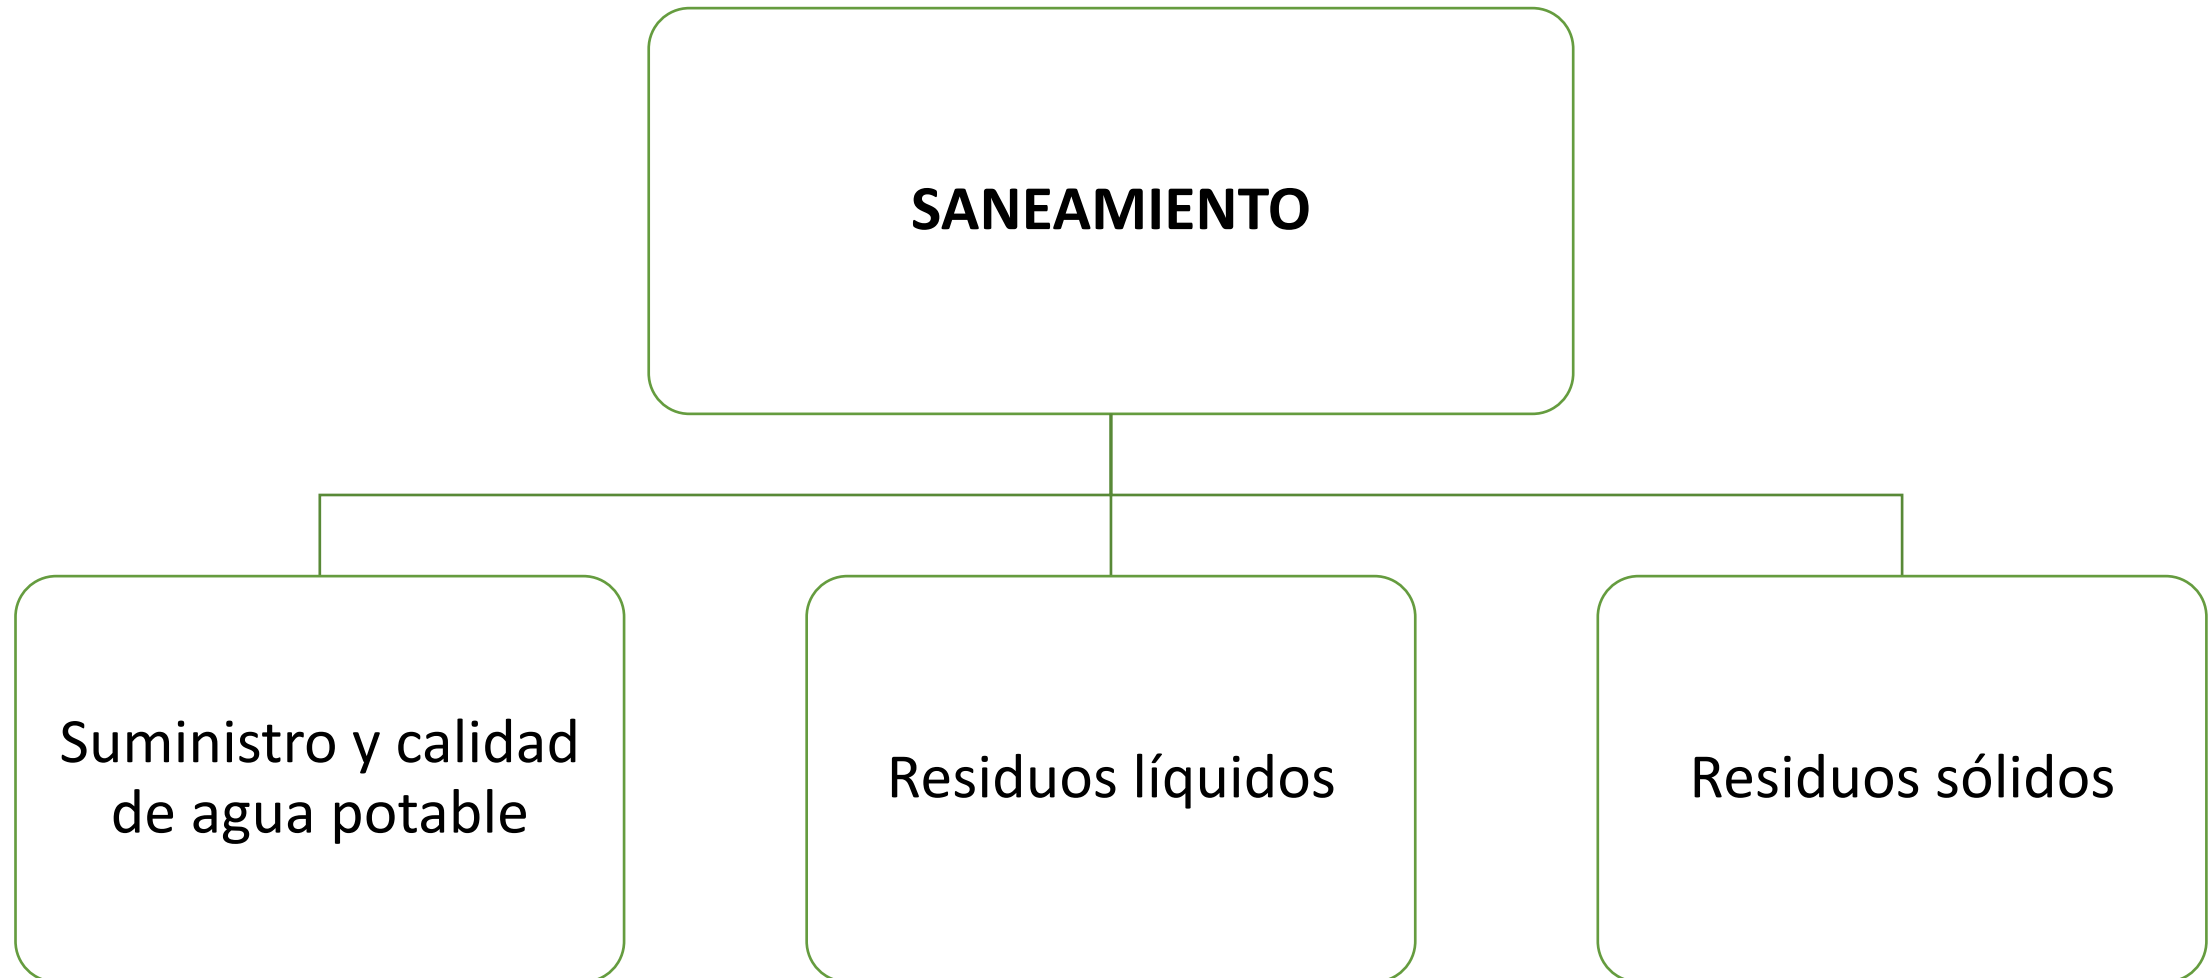 SANEAMIENTO
Suministro y calidad
de agua potable
Residuos líquidos
Residuos sólidos